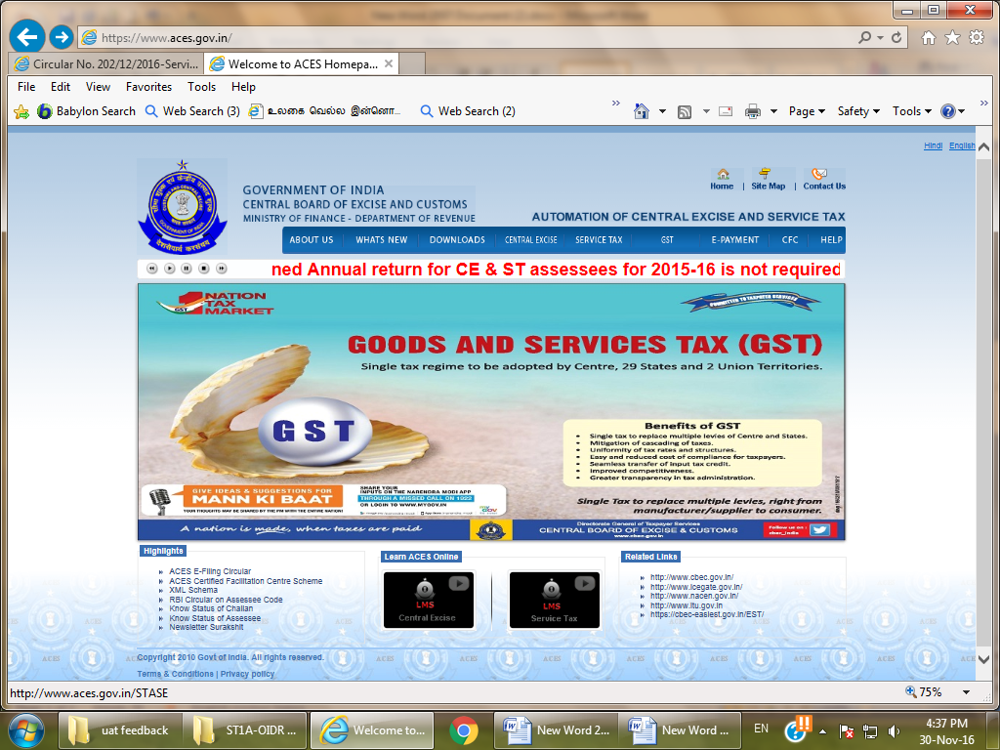 https://www.aces.gov.in/
Circular No. 202/12/2016-Servi...
Welcome to ACES Homepa...
File Edit View Favorites Tools Help
Babylon Search Web Search (3) உலகை வெல்ல இன்னொ... Web Search (2)
Page Safety Tools
Hindi English
Home | Site Map | Contact Us
GOVERNMENT OF INDIA
CENTRAL BOARD OF EXCISE AND CUSTOMS
MINISTRY OF FINANCE - DEPARTMENT OF REVENUE
AUTOMATION OF CENTRAL EXCISE AND SERVICE TAX
ABOUT US WHATS NEW DOWNLOADS CENTRAL EXCISE SERVICE TAX GST E-PAYMENT CFC HELP
ned Annual return for CE & ST assessees for 2015-16 is not required
GST
1 NATION
TAX
MARKET
COMMITTED TO TAXPAYER SERVICES
GOODS AND SERVICES TAX (GST)
Single tax regime to be adopted by Centre, 29 States and 2 Union Territories.
GST
Benefits of GST
• Single tax to replace multiple levies of Centre and States.
• Mitigation of cascading of taxes.
• Uniformity of tax rates and structures.
• Easy and reduced cost of compliance for taxpayers.
• Seamless transfer of input tax credit.
• Improved competitiveness.
• Greater transparency in tax administration.
GIVE IDEAS & SUGGESTIONS FOR
MANN KI BAAT
YOUR THOUGHTS MAY BE SHARED BY THE PM WITH THE ENTIRE NATION!
SHARE YOUR
INPUTS ON THE NARENDRA MODI APP
THROUGH A MISSED CALL ON 1922
OR LOGIN TO WWW.MYGOV
Single Tax to replace multiple levies, right from
manufacturer/supplier to consumer.
A nation is made, when taxes are paid
Directorate General of Taxpayer Services
CENTRAL BOARD OF EXCISE & CUSTOMS
www.cbec.gov.in
Follow us on :
cbec_india
Highlights
ACES E-Filing Circular
ACES Certified Facilitation Centre Scheme
XML Schema
RBI Circular on Assessee Code
Know Status of Challan
Know Status of Assessee
Newsletter Surakshit
Learn ACES Online
LMS
Central Excise
LMS
Service Tax
Related Links
http://www.cbec.gov.in/
http://www.icegate.gov.in/
http://www.nacen.gov.in/
http://www.ltu.gov.in
https://cbec-easiest.gov.in/EST/
Copyright 2010 Govt of India. All rights reserved.
Terms & Conditions | Privacy policy
http://www.aces.gov.in/STASE
75%
uat feedback
ST1A-OIDR ...
Welcome to...
New Word 2...
New Word ...
EN
4:37 PM
30-Nov-16